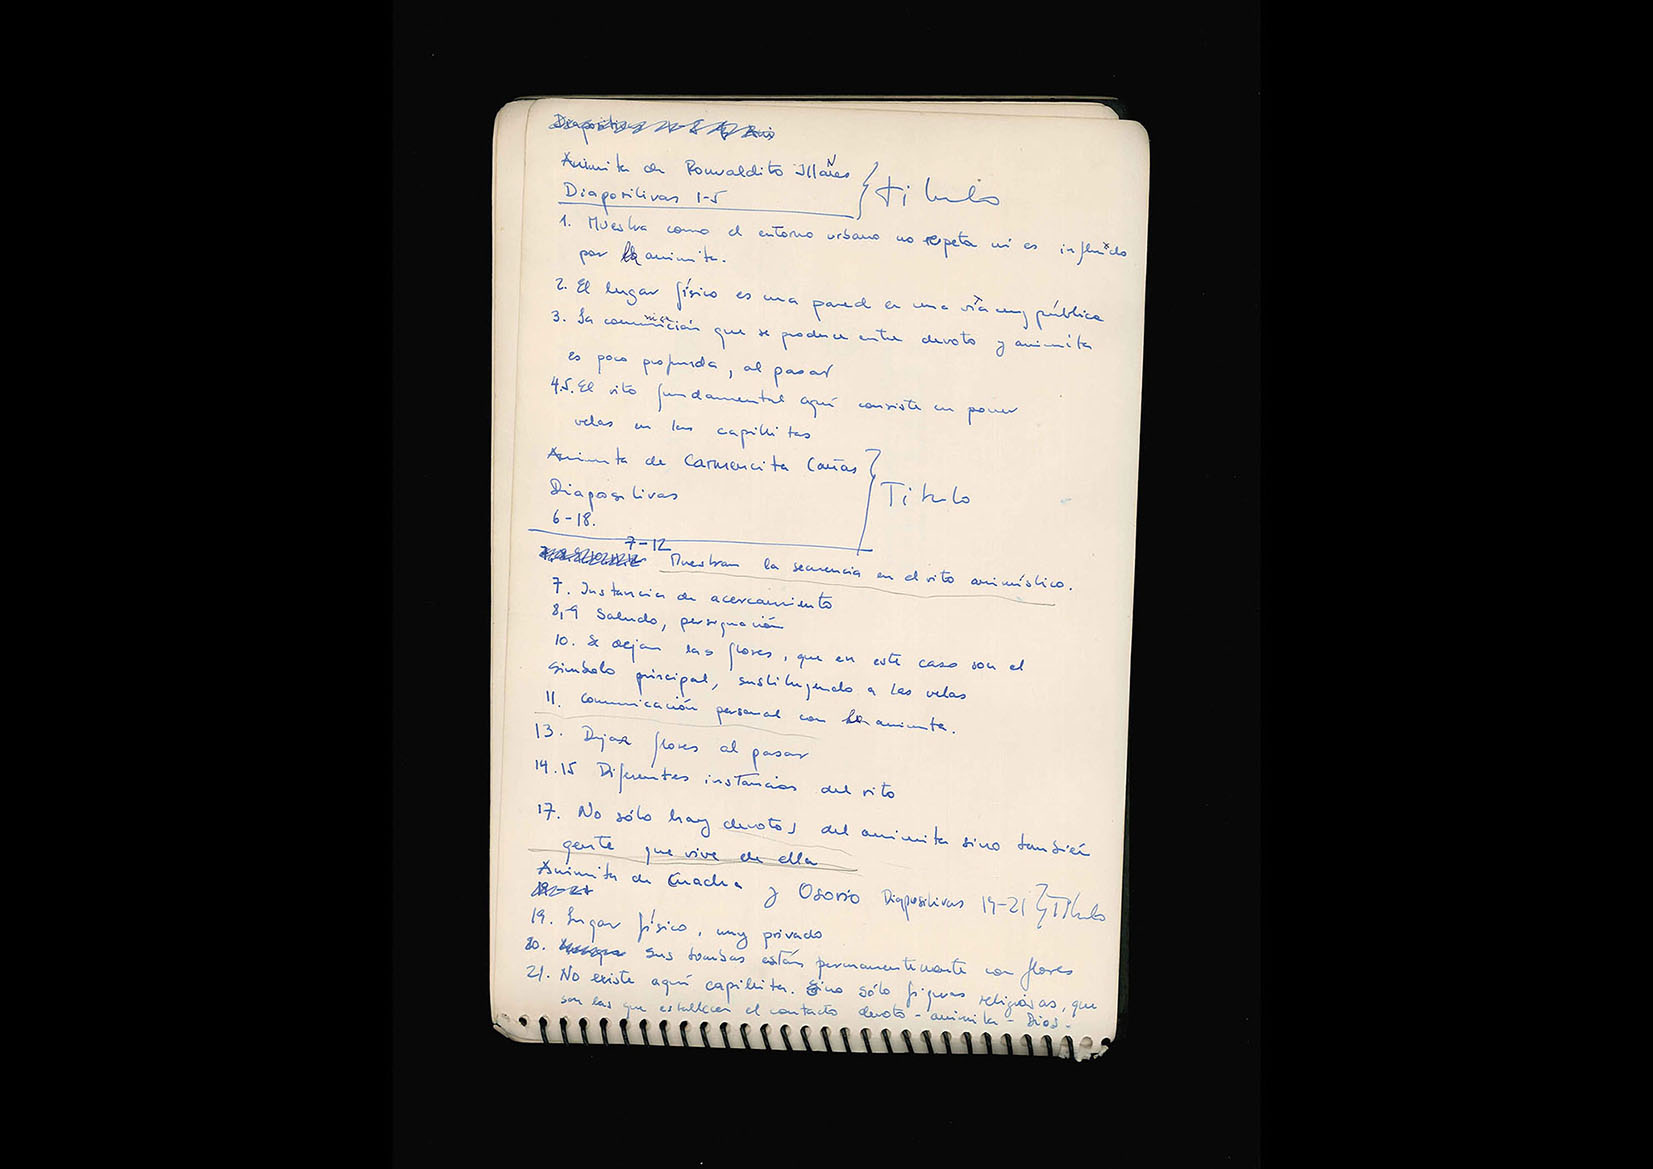 Animita de Romualdito Illañes } título
Diapositivas 1-5
1. Muestra como el entorno urbano no respeta ni es influido
por la animita.
2. El lugar físico es una pared en una vía muy pública
3. La comunicación que se produce entre devoto y animita
es poco profunda, al pasar
4.5. El rito fundamental aquí consiste en poner
velas en las capillitas
Animita de Carmencita Cañas } Titulo
Diapositivas
6-18.
7-12
Muestran la secuencia en el rito animístico.
7. Instancia de acercamiento
8,9 Saludo, persignación
10. Se dejan las flores, que en este caso son el
símbolo principal, sustituyendo a las velas
11. Comunicación personal con la animita.
13. Dejar flores al pasar
14.15 Diferentes instancias del rito
17. No sólo hay devotos del animita sino también
gente que vive de ella
Animita de Cuadra y Osorio Diapositivas 19-21 } Titulo
19. Lugar físico, muy privado
20. Sus tumbas están permanentemente con flores
21. No existe aquí capillita. Sino sólo figuras religiosas, que
son las que establecen el contacto devoto - animita - Dios.